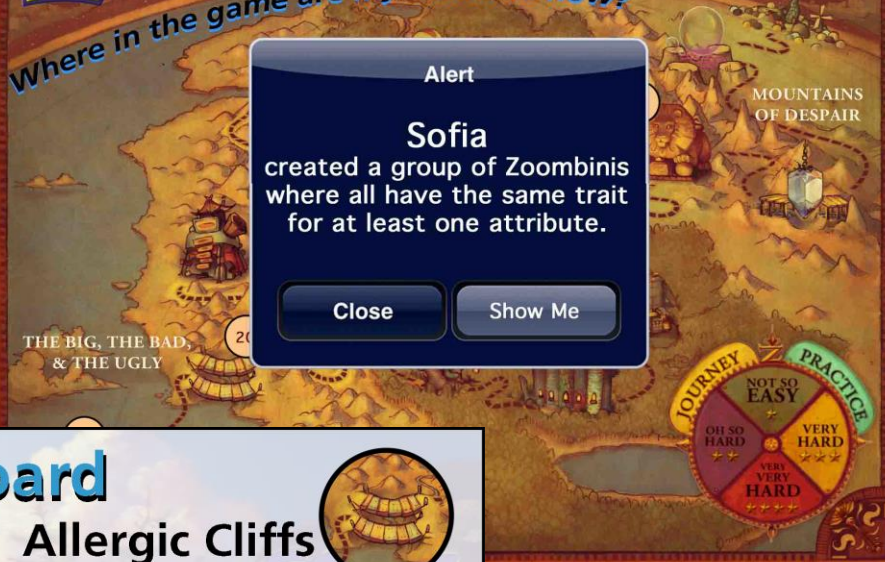 Where in the game are
Alert
Sofia
created a group of Zoombinis
where all have the same trait
for at least one attribute.
Close
Show Me
MOUNTAINS
OF DESPAIR
THE BIG, THE BAD,
& THE UGLY
20
JOURNEY
PRACTICE
NOT SO
EASY
OH SO
HARD
VERY
HARD
VERY
VERY
HARD
Allergic Cliffs